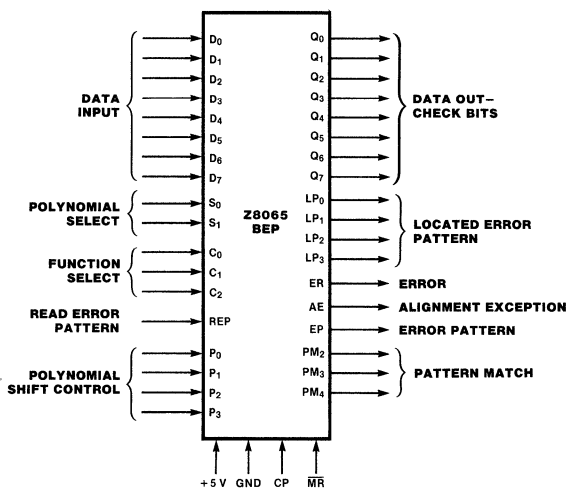 DATA
INPUT
D0
D1
D2
D3
D4
D5
D6
D7
POLYNOMIAL
SELECT
S0
S1
FUNCTION
SELECT
C0
C1
C2
READ ERROR
PATTERN
REP
POLYNOMIAL
SHIFT CONTROL
P0
P1
P2
P3
Z8065
BEP
Q0
Q1
Q2
Q3
Q4
Q5
Q6
Q7
DATA OUT–
CHECK BITS
LP0
LP1
LP2
LP3
LOCATED ERROR
PATTERN
ER
ERROR
AE
ALIGNMENT EXCEPTION
EP
ERROR PATTERN
PM2
PM3
PM4
PATTERN MATCH
+5 V GND CP MR